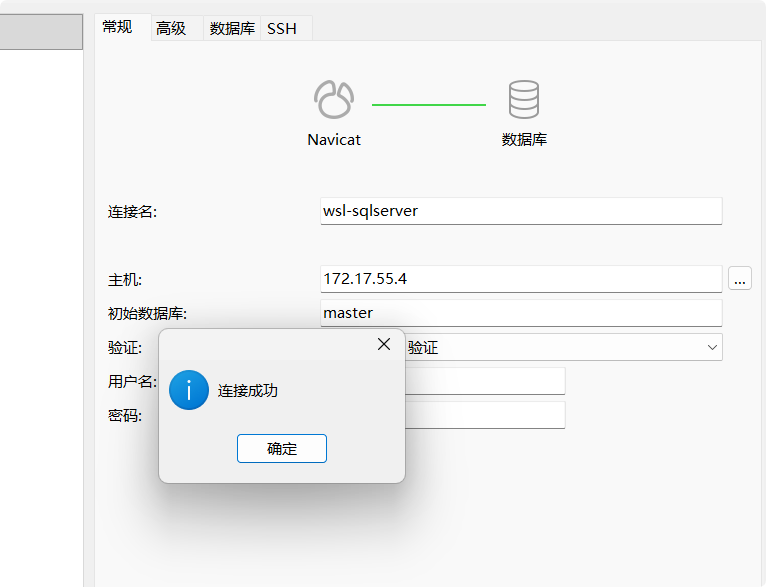 常规 高级 数据库 SSH
Navicat 数据库
连接名: wsl-sqlserver
主机: 172.17.55.4 ...
初始数据库: master
验证: 验证
用户名:
密码:
连接成功
确定